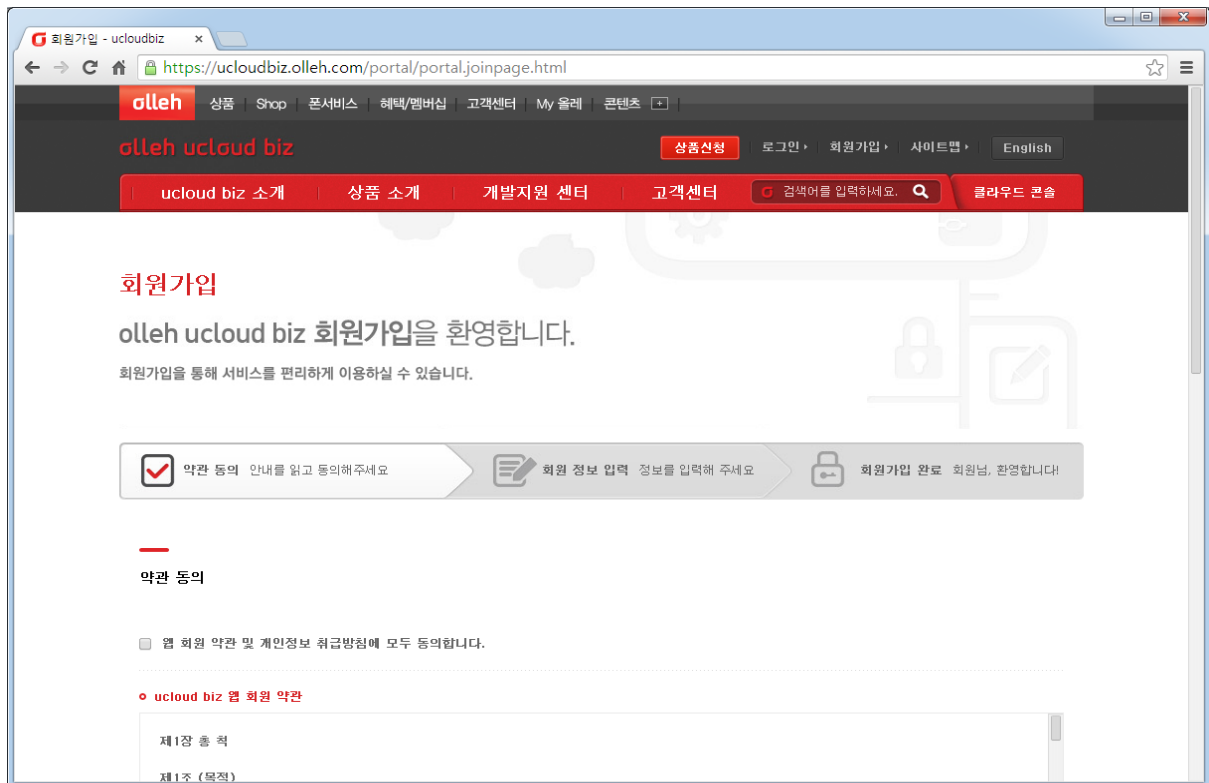 회원가입 - ucloudbiz
https://ucloudbiz.olleh.com/portal/portal.joinpage.html
olleh 상품 Shop 폰서비스 혜택/멤버십 고객센터 My 올레 콘텐츠
olleh ucloud biz 상품신청 로그인 회원가입 사이트맵 English
ucloud biz 소개 상품 소개 개발지원 센터 고객센터 검색어를 입력하세요. 클라우드 콘솔
회원가입
olleh ucloud biz 회원가입을 환영합니다.
회원가입을 통해 서비스를 편리하게 이용하실 수 있습니다.
약관 동의 안내를 읽고 동의해주세요 회원 정보 입력 정보를 입력해 주세요 회원가입 완료 회원님, 환영합니다!
약관 동의
웹 회원 약관 및 개인정보 취급방침에 모두 동의합니다.
ucloud biz 웹 회원 약관
제1장 총 칙
제1조 (목적)